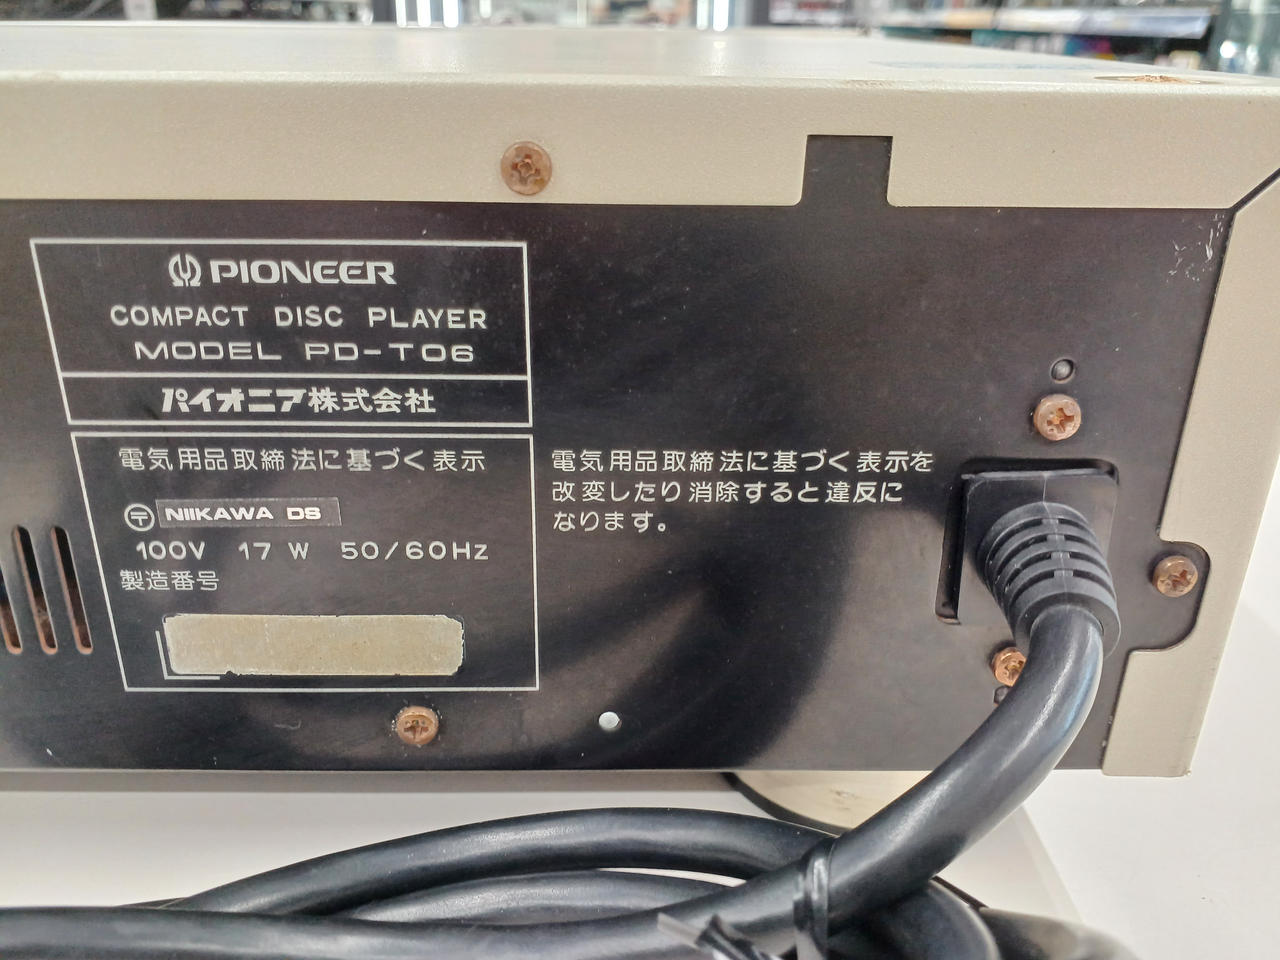 PIONEER
COMPACT DISC PLAYER
MODEL PD-T06
パイオニア株式会社
電気用品取締法に基づく表示
〒 NIIKAWA DS
100V 17W 50/60Hz
製造番号
電気用品取締法に基づく表示を
改変したり消除すると違反に
なります。